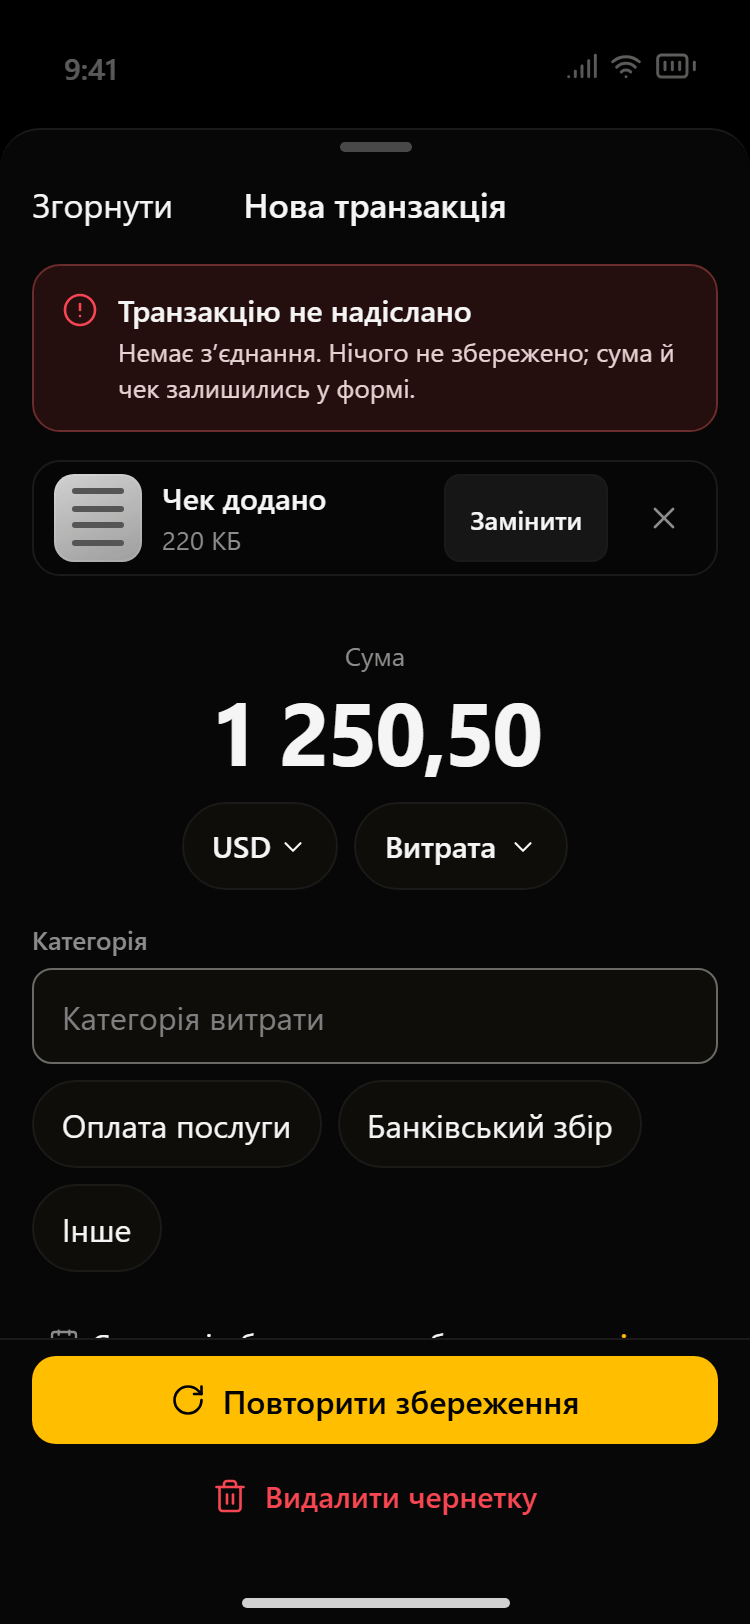 9:41
Згорнути
Нова транзакція
Транзакцію не надіслано
Немає з’єднання. Нічого не збережено; сума й
чек залишились у формі.
Чек додано
220 КБ
Замінити
Сума
1 250,50
USD
Витрата
Категорія
Категорія витрати
Оплата послуги
Банківський збір
Інше
Повторити збереження
Видалити чернетку